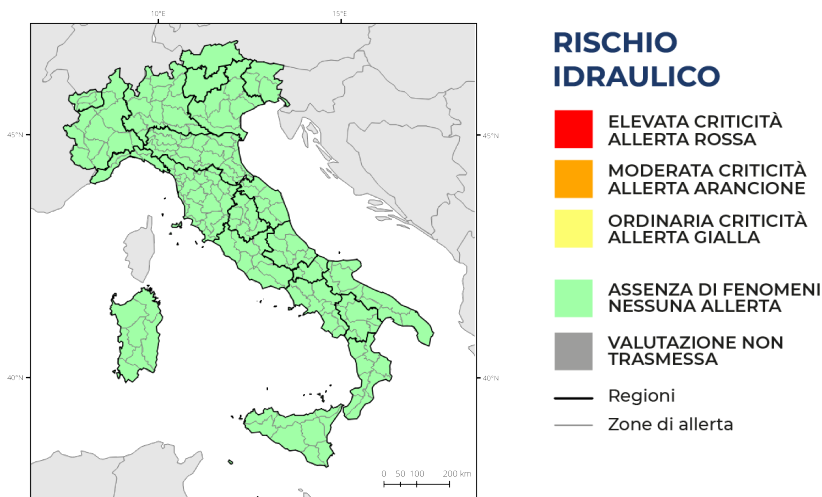 10°E
15°E
45°N
45°N
40°N
40°N
0 50 100 200 km
RISCHIO
IDRAULICO
ELEVATA CRITICITÀ
ALLERTA ROSSA
MODERATA CRITICITÀ
ALLERTA ARANCIONE
ORDINARIA CRITICITÀ
ALLERTA GIALLA
ASSENZA DI FENOMENI
NESSUNA ALLERTA
VALUTAZIONE NON
TRASMESSA
Regioni
Zone di allerta